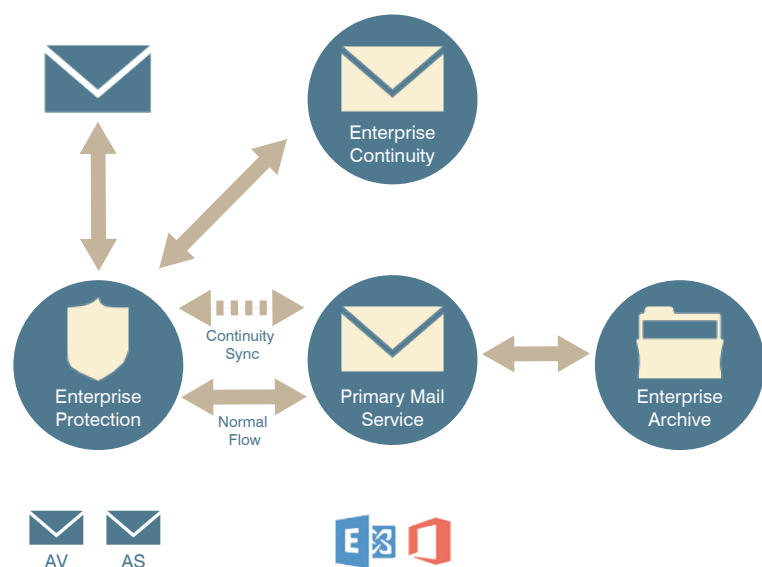 Enterprise
Continuity
Continuity
Sync
Enterprise
Protection
Normal
Flow
Primary Mail
Service
Enterprise
Archive
AV
AS
E